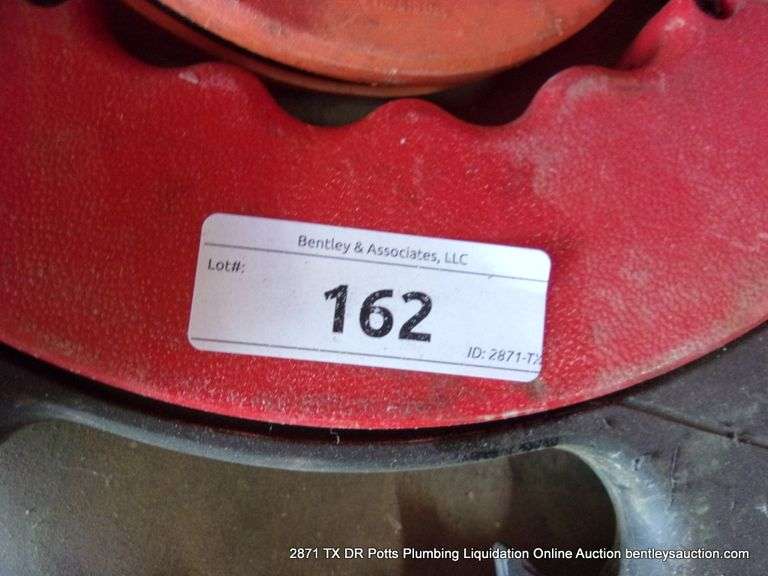 Bentley & Associates, LLC
Lot#:
162
ID: 2871-TX
2871 TX DR Potts Plumbing Liquidation Online Auction bentleysauction.com